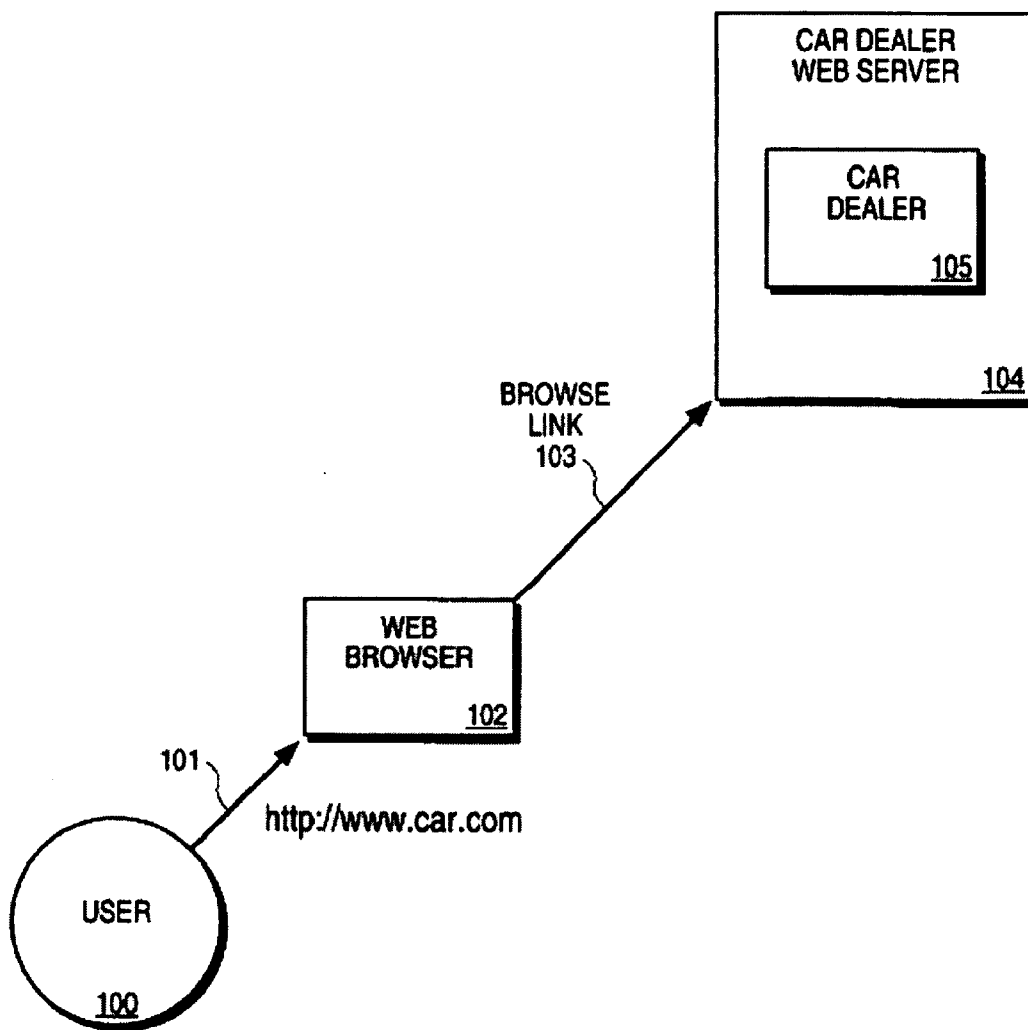 CAR DEALER
WEB SERVER
CAR
DEALER
105
104
BROWSE
LINK
103
WEB
BROWSER
102
101
http://www.car.com
USER
100